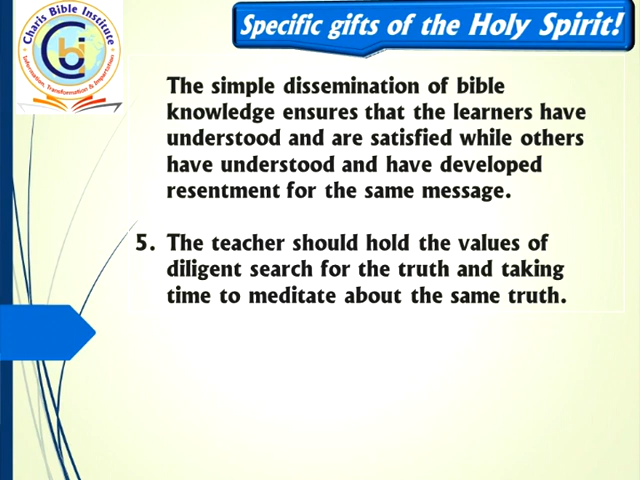 Charis Bible Institute
Information, Transformation & Impartation
Specific gifts of the Holy Spirit!
The simple dissemination of bible
knowledge ensures that the learners have
understood and are satisfied while others
have understood and have developed
resentment for the same message.
5. The teacher should hold the values of
diligent search for the truth and taking
time to meditate about the same truth.